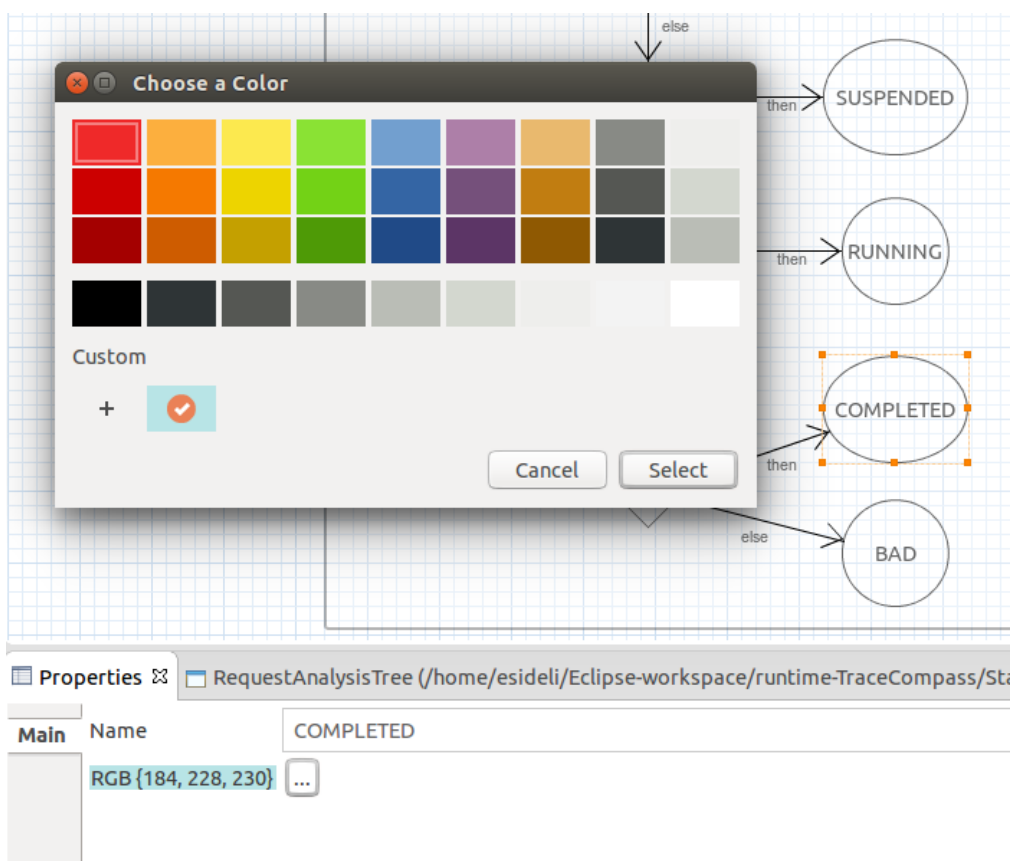 else
Choose a Color
then
SUSPENDED
then
RUNNING
Custom
+
COMPLETED
then
Cancel
Select
else
BAD
Properties
RequestAnalysisTree (/home/esideli/Eclipse-workspace/runtime-TraceCompass/Sta
Main
Name
COMPLETED
RGB {184, 228, 230}
...